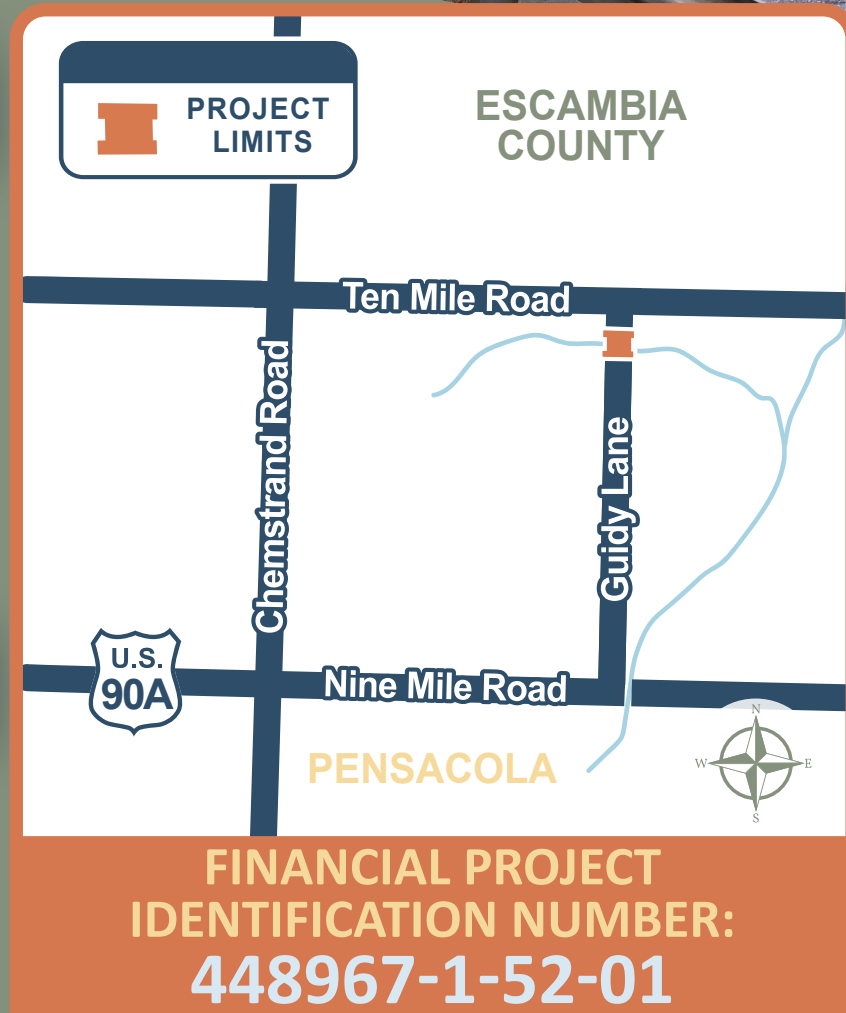 PROJECT
LIMITS
ESCAMBIA
COUNTY
Ten Mile Road
Chemstrand Road
Guidy Lane
U.S.
90A
Nine Mile Road
PENSACOLA
N
W
E
S
FINANCIAL PROJECT
IDENTIFICATION NUMBER:
448967-1-52-01